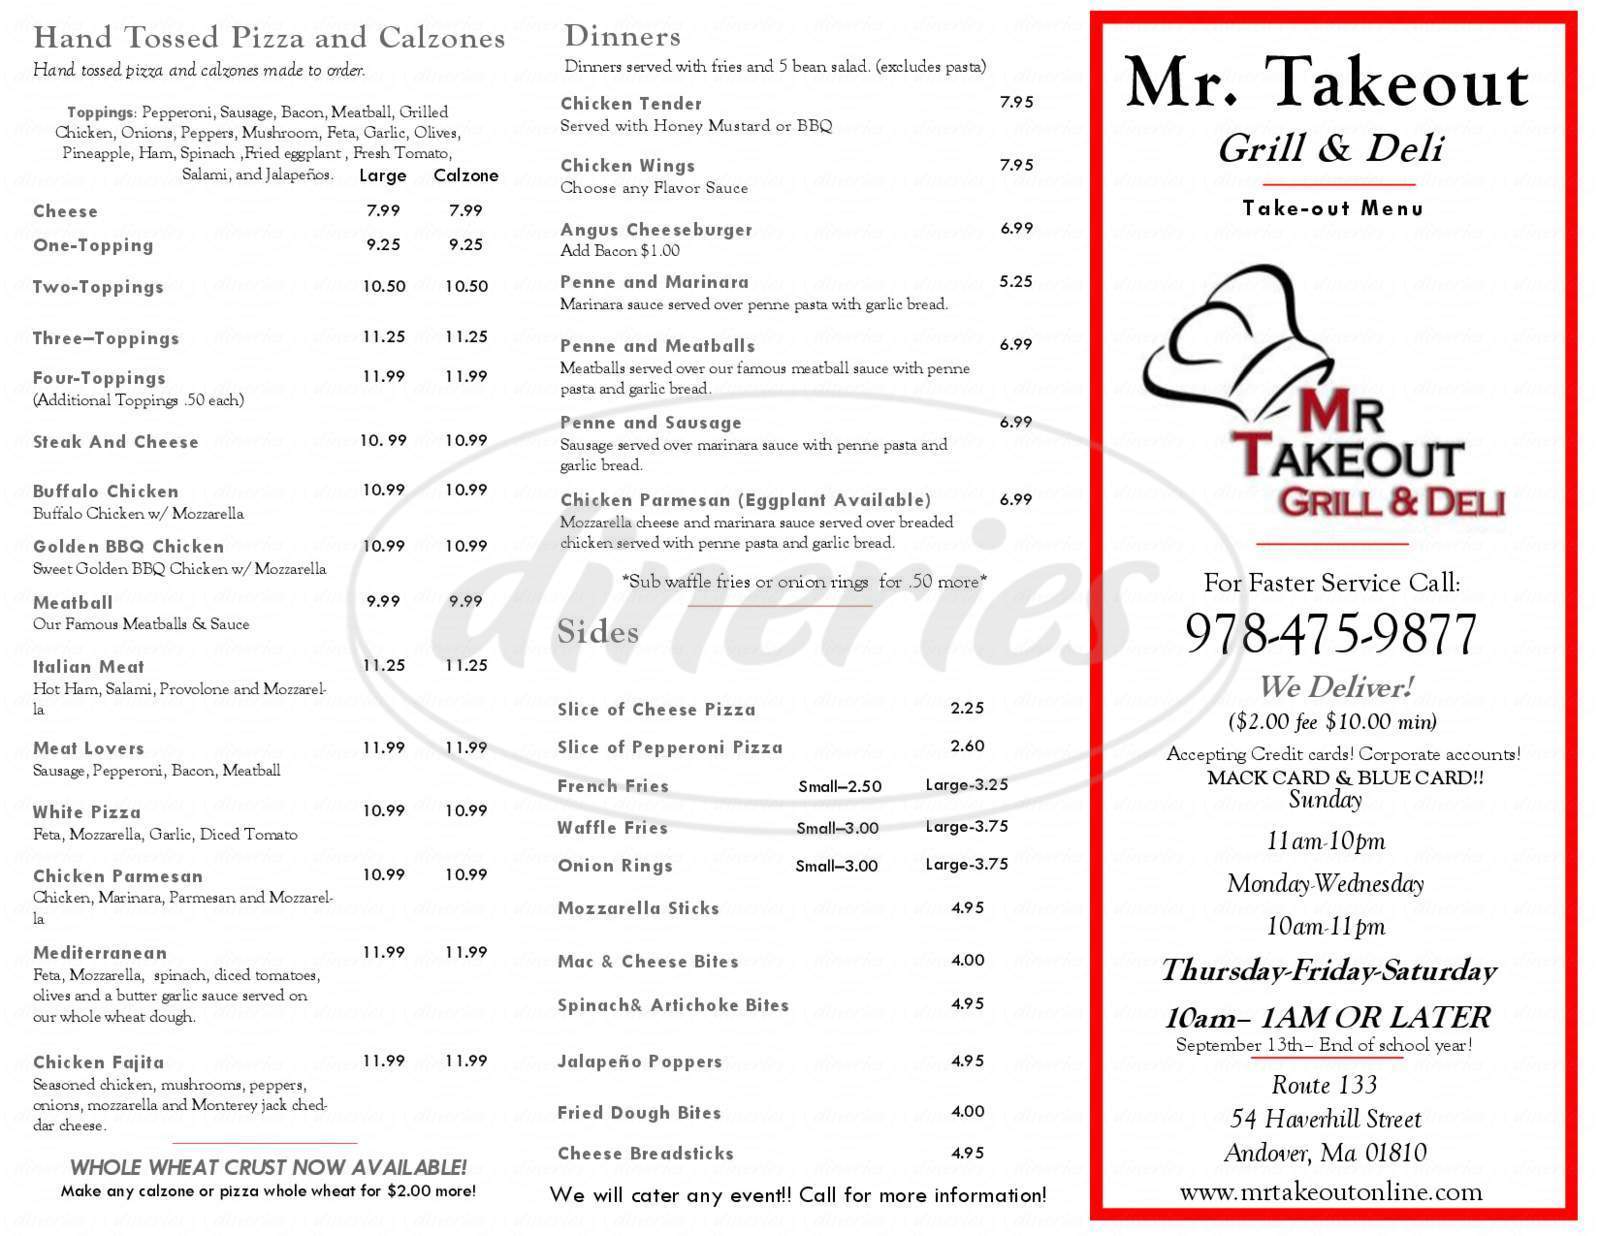 Hand Tossed Pizza and Calzones
Hand tossed pizza and calzones made to order.
Toppings: Pepperoni, Sausage, Bacon, Meatball, Grilled
Chicken, Onions, Peppers, Mushroom, Feta, Garlic, Olives,
Pineapple, Ham, Spinach ,Fried eggplant , Fresh Tomato,
Salami, and Jalapeños. Large Calzone
Cheese 7.99 7.99
One-Topping 9.25 9.25
Two-Toppings 10.50 10.50
Three–Toppings 11.25 11.25
Four-Toppings 11.99 11.99
(Additional Toppings .50 each)
Steak And Cheese 10. 99 10.99
Buffalo Chicken 10.99 10.99
Buffalo Chicken w/ Mozzarella
Golden BBQ Chicken 10.99 10.99
Sweet Golden BBQ Chicken w/ Mozzarella
Meatball 9.99 9.99
Our Famous Meatballs & Sauce
Italian Meat 11.25 11.25
Hot Ham, Salami, Provolone and Mozzarel-
la
Meat Lovers 11.99 11.99
Sausage, Pepperoni, Bacon, Meatball
White Pizza 10.99 10.99
Feta, Mozzarella, Garlic, Diced Tomato
Chicken Parmesan 10.99 10.99
Chicken, Marinara, Parmesan and Mozzarel-
la
Mediterranean 11.99 11.99
Feta, Mozzarella, spinach, diced tomatoes,
olives and a butter garlic sauce served on
our whole wheat dough.
Chicken Fajita 11.99 11.99
Seasoned chicken, mushrooms, peppers,
onions, mozzarella and Monterey jack ched-
dar cheese.
WHOLE WHEAT CRUST NOW AVAILABLE!
Make any calzone or pizza whole wheat for $2.00 more!
Dinners
Dinners served with fries and 5 bean salad. (excludes pasta)
Chicken Tender 7.95
Served with Honey Mustard or BBQ
Chicken Wings 7.95
Choose any Flavor Sauce
Angus Cheeseburger 6.99
Add Bacon $1.00
Penne and Marinara 5.25
Marinara sauce served over penne pasta with garlic bread.
Penne and Meatballs 6.99
Meatballs served over our famous meatball sauce with penne
pasta and garlic bread.
Penne and Sausage 6.99
Sausage served over marinara sauce with penne pasta and
garlic bread.
Chicken Parmesan (Eggplant Available) 6.99
Mozzarella cheese and marinara sauce served over breaded
chicken served with penne pasta and garlic bread.
*Sub waffle fries or onion rings for .50 more*
dineries
Sides
Slice of Cheese Pizza 2.25
Slice of Pepperoni Pizza 2.60
French Fries Small–2.50 Large-3.25
Waffle Fries Small–3.00 Large-3.75
Onion Rings Small–3.00 Large-3.75
Mozzarella Sticks 4.95
Mac & Cheese Bites 4.00
Spinach& Artichoke Bites 4.95
Jalapeño Poppers 4.95
Fried Dough Bites 4.00
Cheese Breadsticks 4.95
We will cater any event!! Call for more information!
Mr. Takeout
Grill & Deli
Take-out Menu
MR
TAKEOUT
GRILL & DELI
For Faster Service Call:
978-475-9877
We Deliver!
($2.00 fee $10.00 min)
Accepting Credit cards! Corporate accounts!
MACK CARD & BLUE CARD!!
Sunday
11am-10pm
Monday-Wednesday
10am-11pm
Thursday-Friday-Saturday
10am– 1AM OR LATER
September 13th– End of school year!
Route 133
54 Haverhill Street
Andover, Ma 01810
www.mrtakeoutonline.com